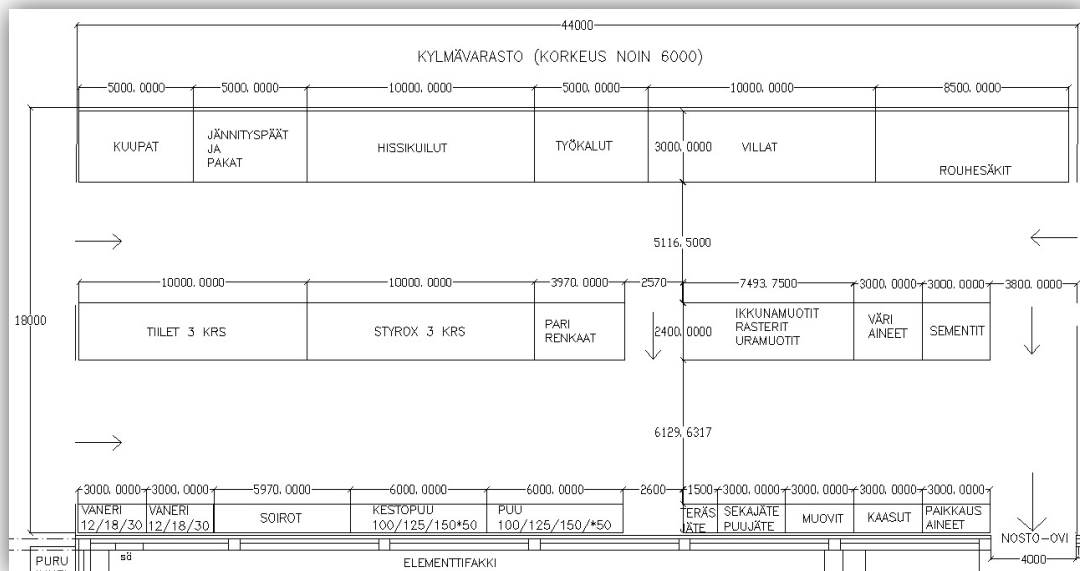 44000
KYLMÄVARASTO (KORKEUS NOIN 6000)
5000,0000 5000,0000 10000,0000 5000,0000 10000,0000 8500,0000
KUUPAT
JÄNNITYSPÄÄT
JA
PAKAT
HISSIKUILUT
TYÖKALUT
3000,0000
VILLAT
ROUHESÄKIT
5116,5000
10000,0000 10000,0000 3970,0000 2570 7493,7500 3000,0000 3000,0000 3800,0000
18000
TIILET 3 KRS
STYROX 3 KRS
PARI
RENKAAT
2400,0000
IKKUNAMUOTIT
RASTERIT
URAMUOTIT
VÄRI
AINEET
SEMENTIT
6129,6317
3000,0000 3000,0000 5970,0000 6000,0000 6000,0000 2600 1500 3000,0000 3000,0000 3000,0000 3000,0000
VANERI
12/18/30
VANERI
12/18/30
SOIROT
KESTOPUU
100/125/150*50
PUU
100/125/150/*50
TERÄS
JÄTE
SEKAJÄTE
PUUJÄTE
MUOVIT
KAASUT
PAIKKAUS
AINEET
NOSTO-OVI
4000
PURU
sö
ELEMENTTIFAKKI